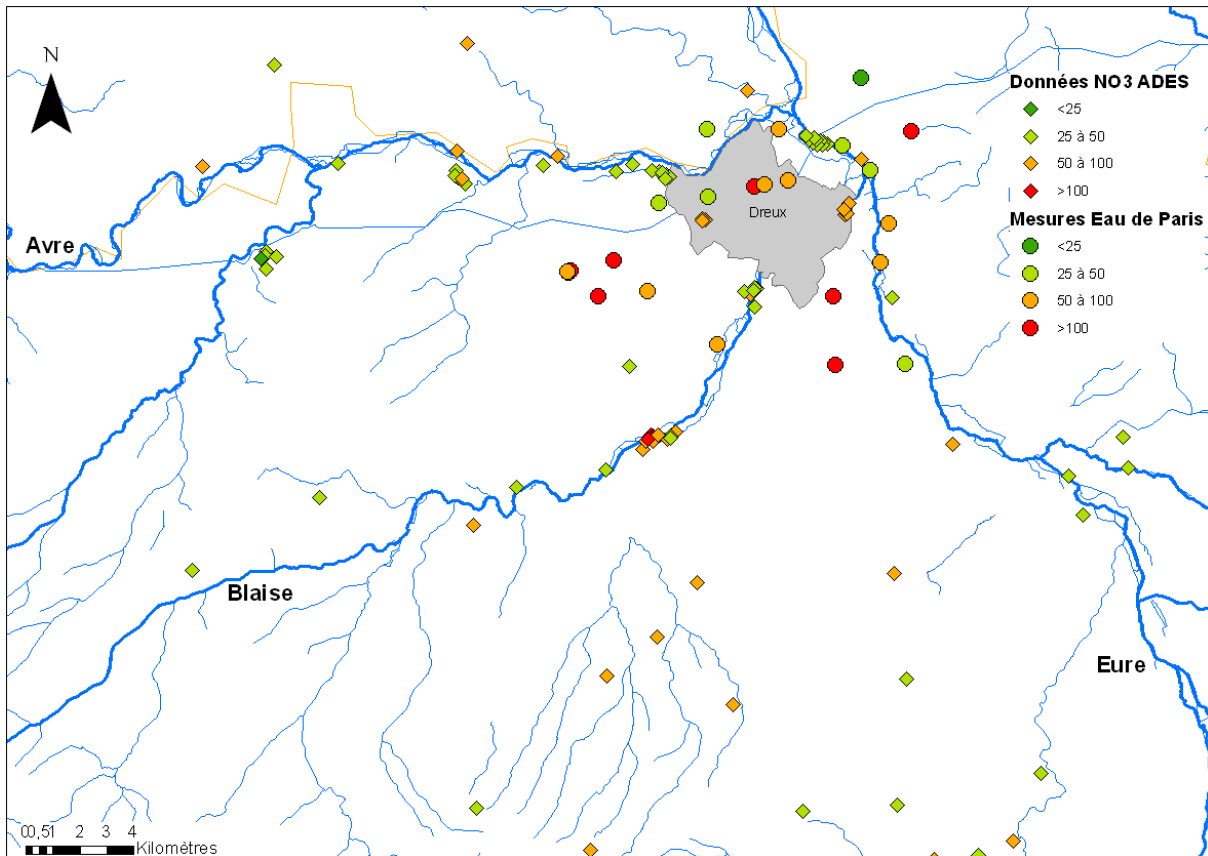 N
Données NO3 ADES
<25
25 à 50
50 à 100
>100
Mesures Eau de Paris
<25
25 à 50
50 à 100
>100
Dreux
Avre
Blaise
Eure
00,51 2 3 4
Kilomètres